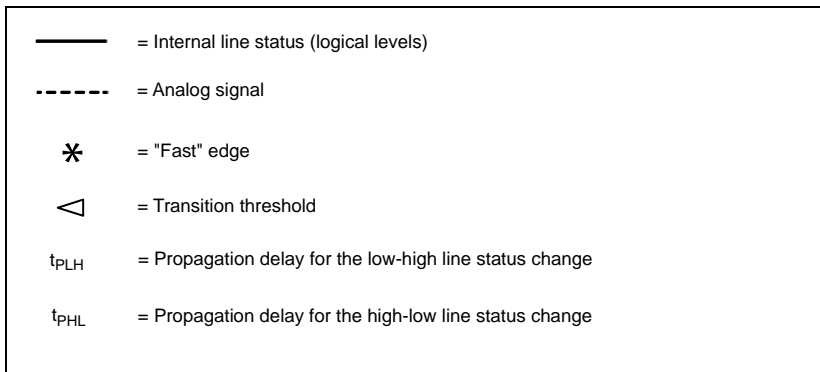 = Internal line status (logical levels)
= Analog signal
= "Fast" edge
= Transition threshold
tPLH = Propagation delay for the low-high line status change
tPHL = Propagation delay for the high-low line status change